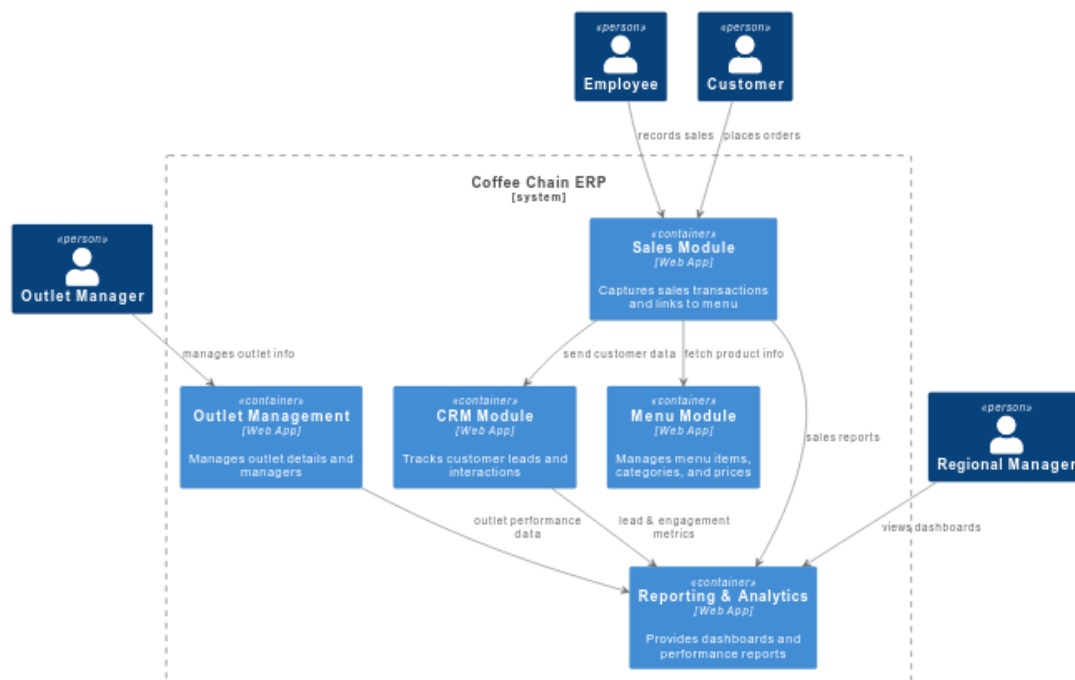 «person»
Employee
«person»
Customer
records sales
places orders
Coffee Chain ERP
[system]
«container»
Sales Module
[Web App]
Captures sales transactions
and links to menu
«person»
Outlet Manager
manages outlet info
send customer data
fetch product info
«container»
Outlet Management
[Web App]
Manages outlet details and
managers
«container»
CRM Module
[Web App]
Tracks customer leads and
interactions
«container»
Menu Module
[Web App]
Manages menu items,
categories, and prices
sales reports
«person»
Regional Manager
outlet performance
data
lead & engagement
metrics
views dashboards
«container»
Reporting & Analytics
[Web App]
Provides dashboards and
performance reports